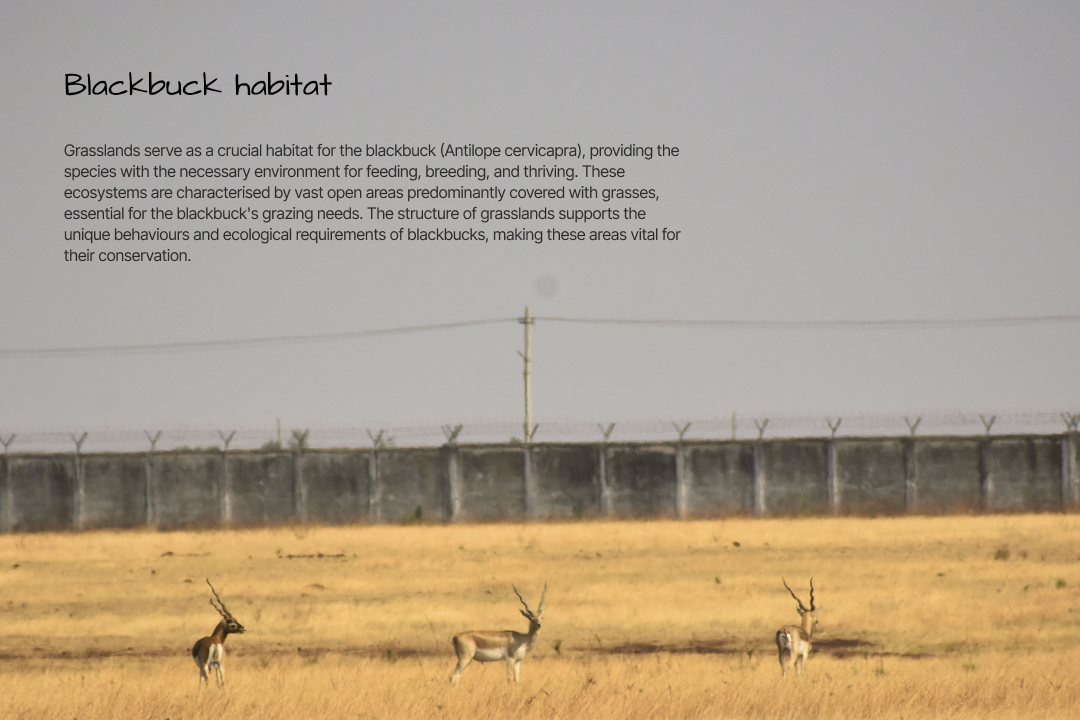 Blackbuck habitat
Grasslands serve as a crucial habitat for the blackbuck (Antilope cervicapra), providing the
species with the necessary environment for feeding, breeding, and thriving. These
ecosystems are characterised by vast open areas predominantly covered with grasses,
essential for the blackbuck's grazing needs. The structure of grasslands supports the
unique behaviours and ecological requirements of blackbucks, making these areas vital for
their conservation.